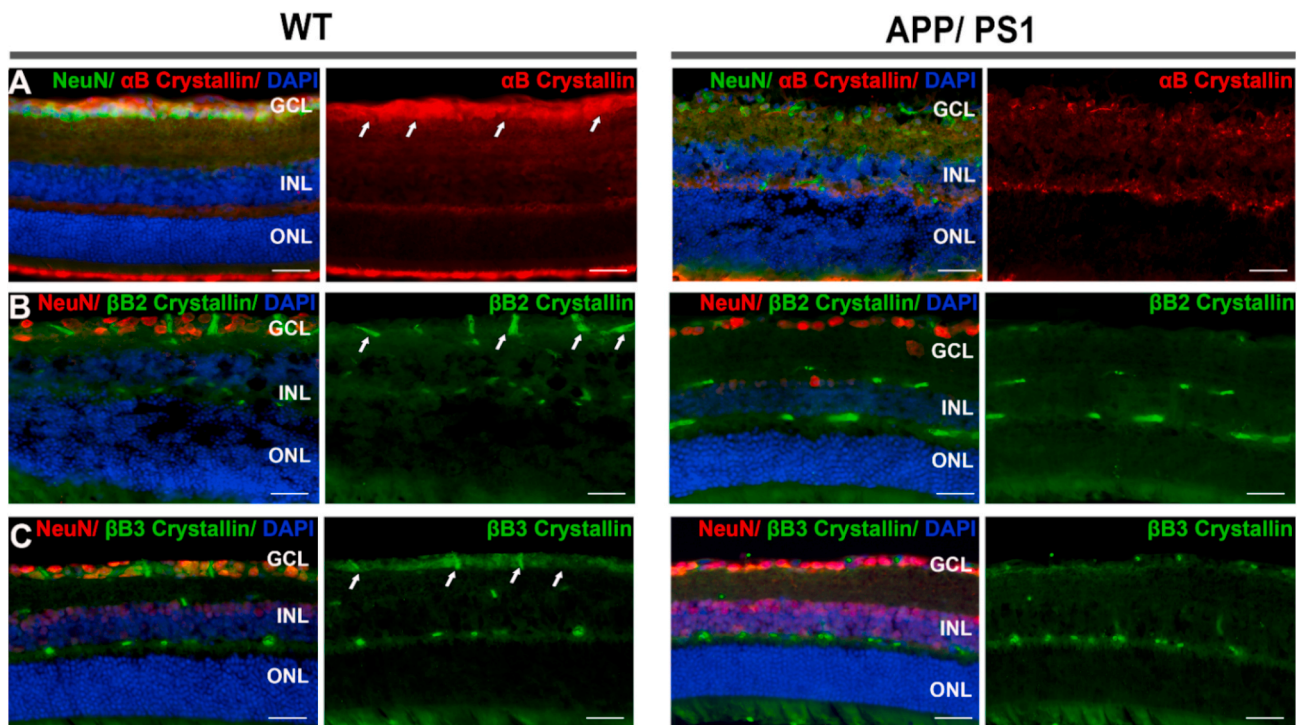 WT
APP/ PS1
A
NeuN/ αB Crystallin/ DAPI
GCL
INL
ONL
αB Crystallin
NeuN/ αB Crystallin/ DAPI
GCL
INL
ONL
αB Crystallin
B
NeuN/ βB2 Crystallin/ DAPI
GCL
INL
ONL
βB2 Crystallin
NeuN/ βB2 Crystallin/ DAPI
GCL
INL
ONL
βB2 Crystallin
C
NeuN/ βB3 Crystallin/ DAPI
GCL
INL
ONL
βB3 Crystallin
NeuN/ βB3 Crystallin/ DAPI
GCL
INL
ONL
βB3 Crystallin